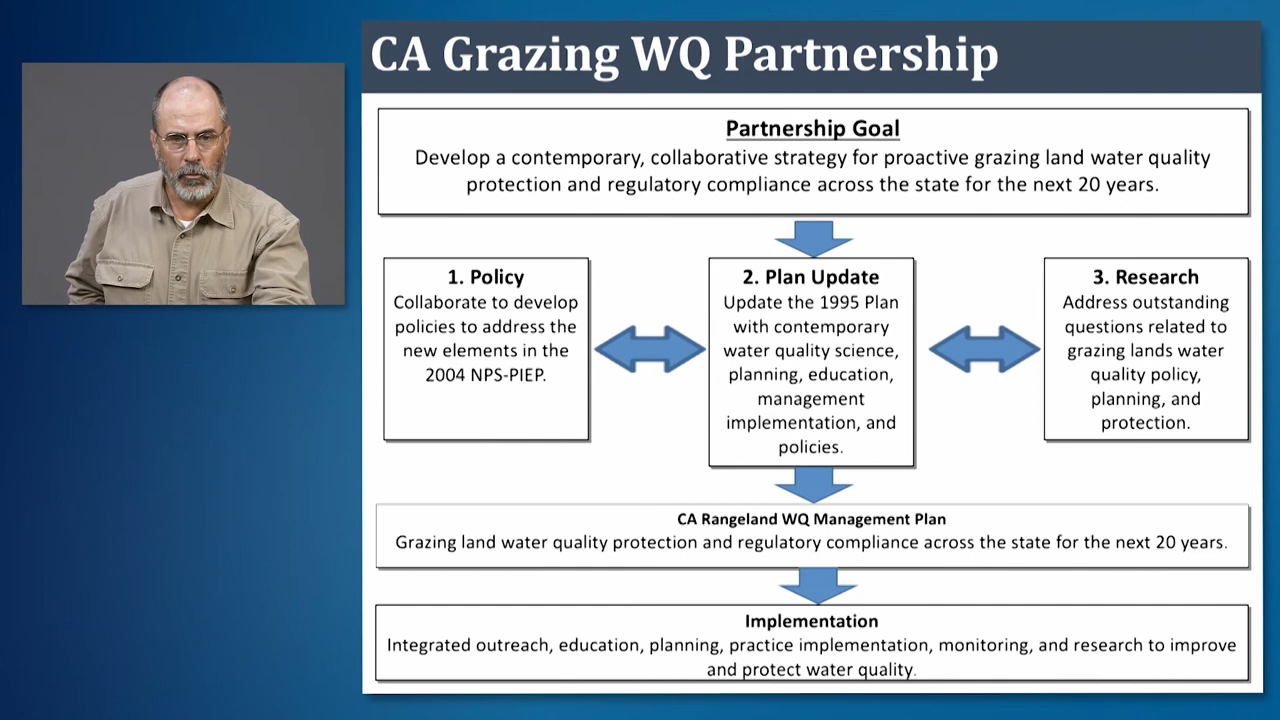 CA Grazing WQ Partnership
Partnership Goal
Develop a contemporary, collaborative strategy for proactive grazing land water quality
protection and regulatory compliance across the state for the next 20 years.
1. Policy
Collaborate to develop
policies to address the
new elements in the
2004 NPS-PIEP.
2. Plan Update
Update the 1995 Plan
with contemporary
water quality science,
planning, education,
management
implementation, and
policies.
3. Research
Address outstanding
questions related to
grazing lands water
quality policy,
planning, and
protection.
CA Rangeland WQ Management Plan
Grazing land water quality protection and regulatory compliance across the state for the next 20 years.
Implementation
Integrated outreach, education, planning, practice implementation, monitoring, and research to improve
and protect water quality.